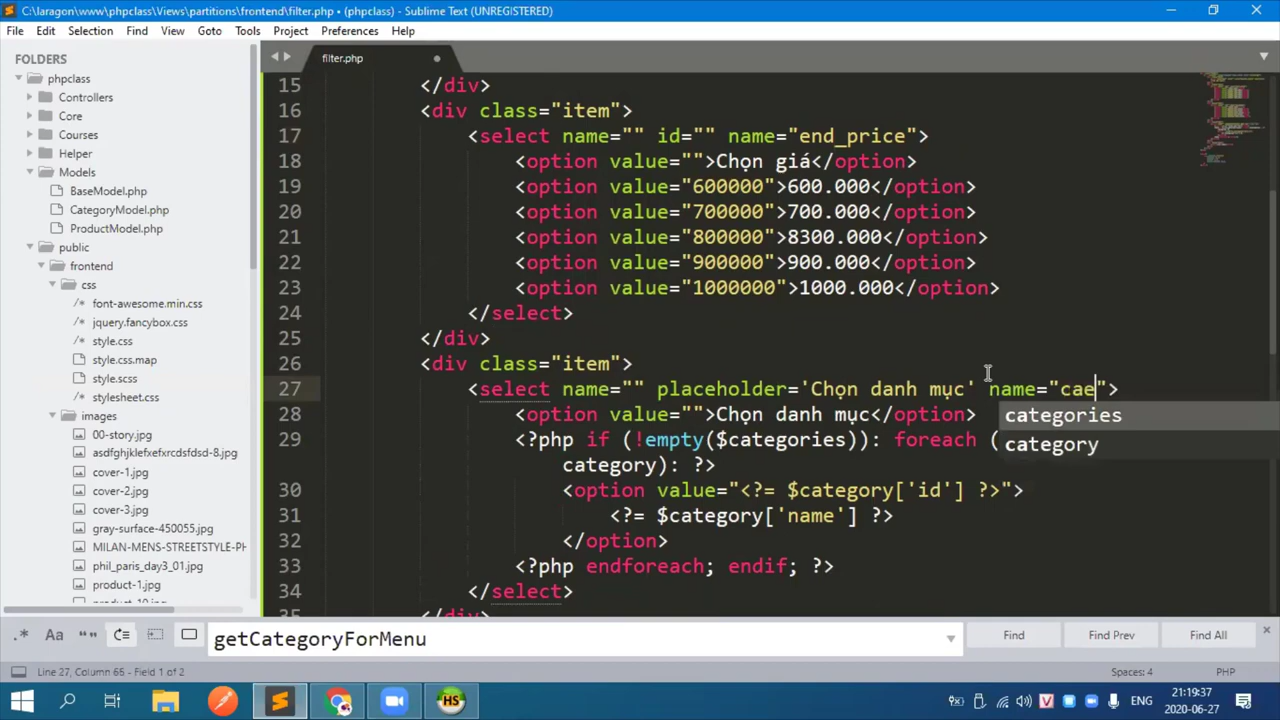 C:\laragon\www\phpclass\Views\partitions\frontend\filter.php • (phpclass) - Sublime Text (UNREGISTERED)
File Edit Selection Find View Goto Tools Project Preferences Help
FOLDERS
phpclass
Controllers
Core
Courses
Helper
Models
BaseModel.php
CategoryModel.php
ProductModel.php
public
frontend
css
/* font-awesome.min.css
/* jquery.fancybox.css
/* style.css
style.css.map
/* style.scss
/* stylesheet.css
images
00-story.jpg
asdfghjklefxefxrcdsfdsd-8.jpg
cover-1.jpg
cover-2.jpg
cover-3.jpg
gray-surface-450055.jpg
MILAN-MENS-STREETSTYLE-PH
phil_paris_day3_01.jpg
product-1.jpg
product-10.jpg
filter.php
15 </div>
16 <div class="item">
17 <select name="" id="" name="end_price">
18 <option value="">Chọn giá</option>
19 <option value="600000">600.000</option>
20 <option value="700000">700.000</option>
21 <option value="800000">8300.000</option>
22 <option value="900000">900.000</option>
23 <option value="1000000">1000.000</option>
24 </select>
25 </div>
26 <div class="item">
27 <select name="" placeholder='Chọn danh mục' name="cae">
28 <option value="">Chọn danh mục</option>
categories
29 <?php if (!empty($categories)): foreach (
category
category): ?>
30 <option value="<?= $category['id'] ?>">
31 <?= $category['name'] ?>
32 </option>
33 <?php endforeach; endif; ?>
34 </select>
35 </div>
.* Aa “” getCategoryForMenu Find Find Prev Find All
Line 27, Column 65 - Field 1 of 2 Spaces: 4 PHP
HS V ENG 21:19:37
2020-06-27